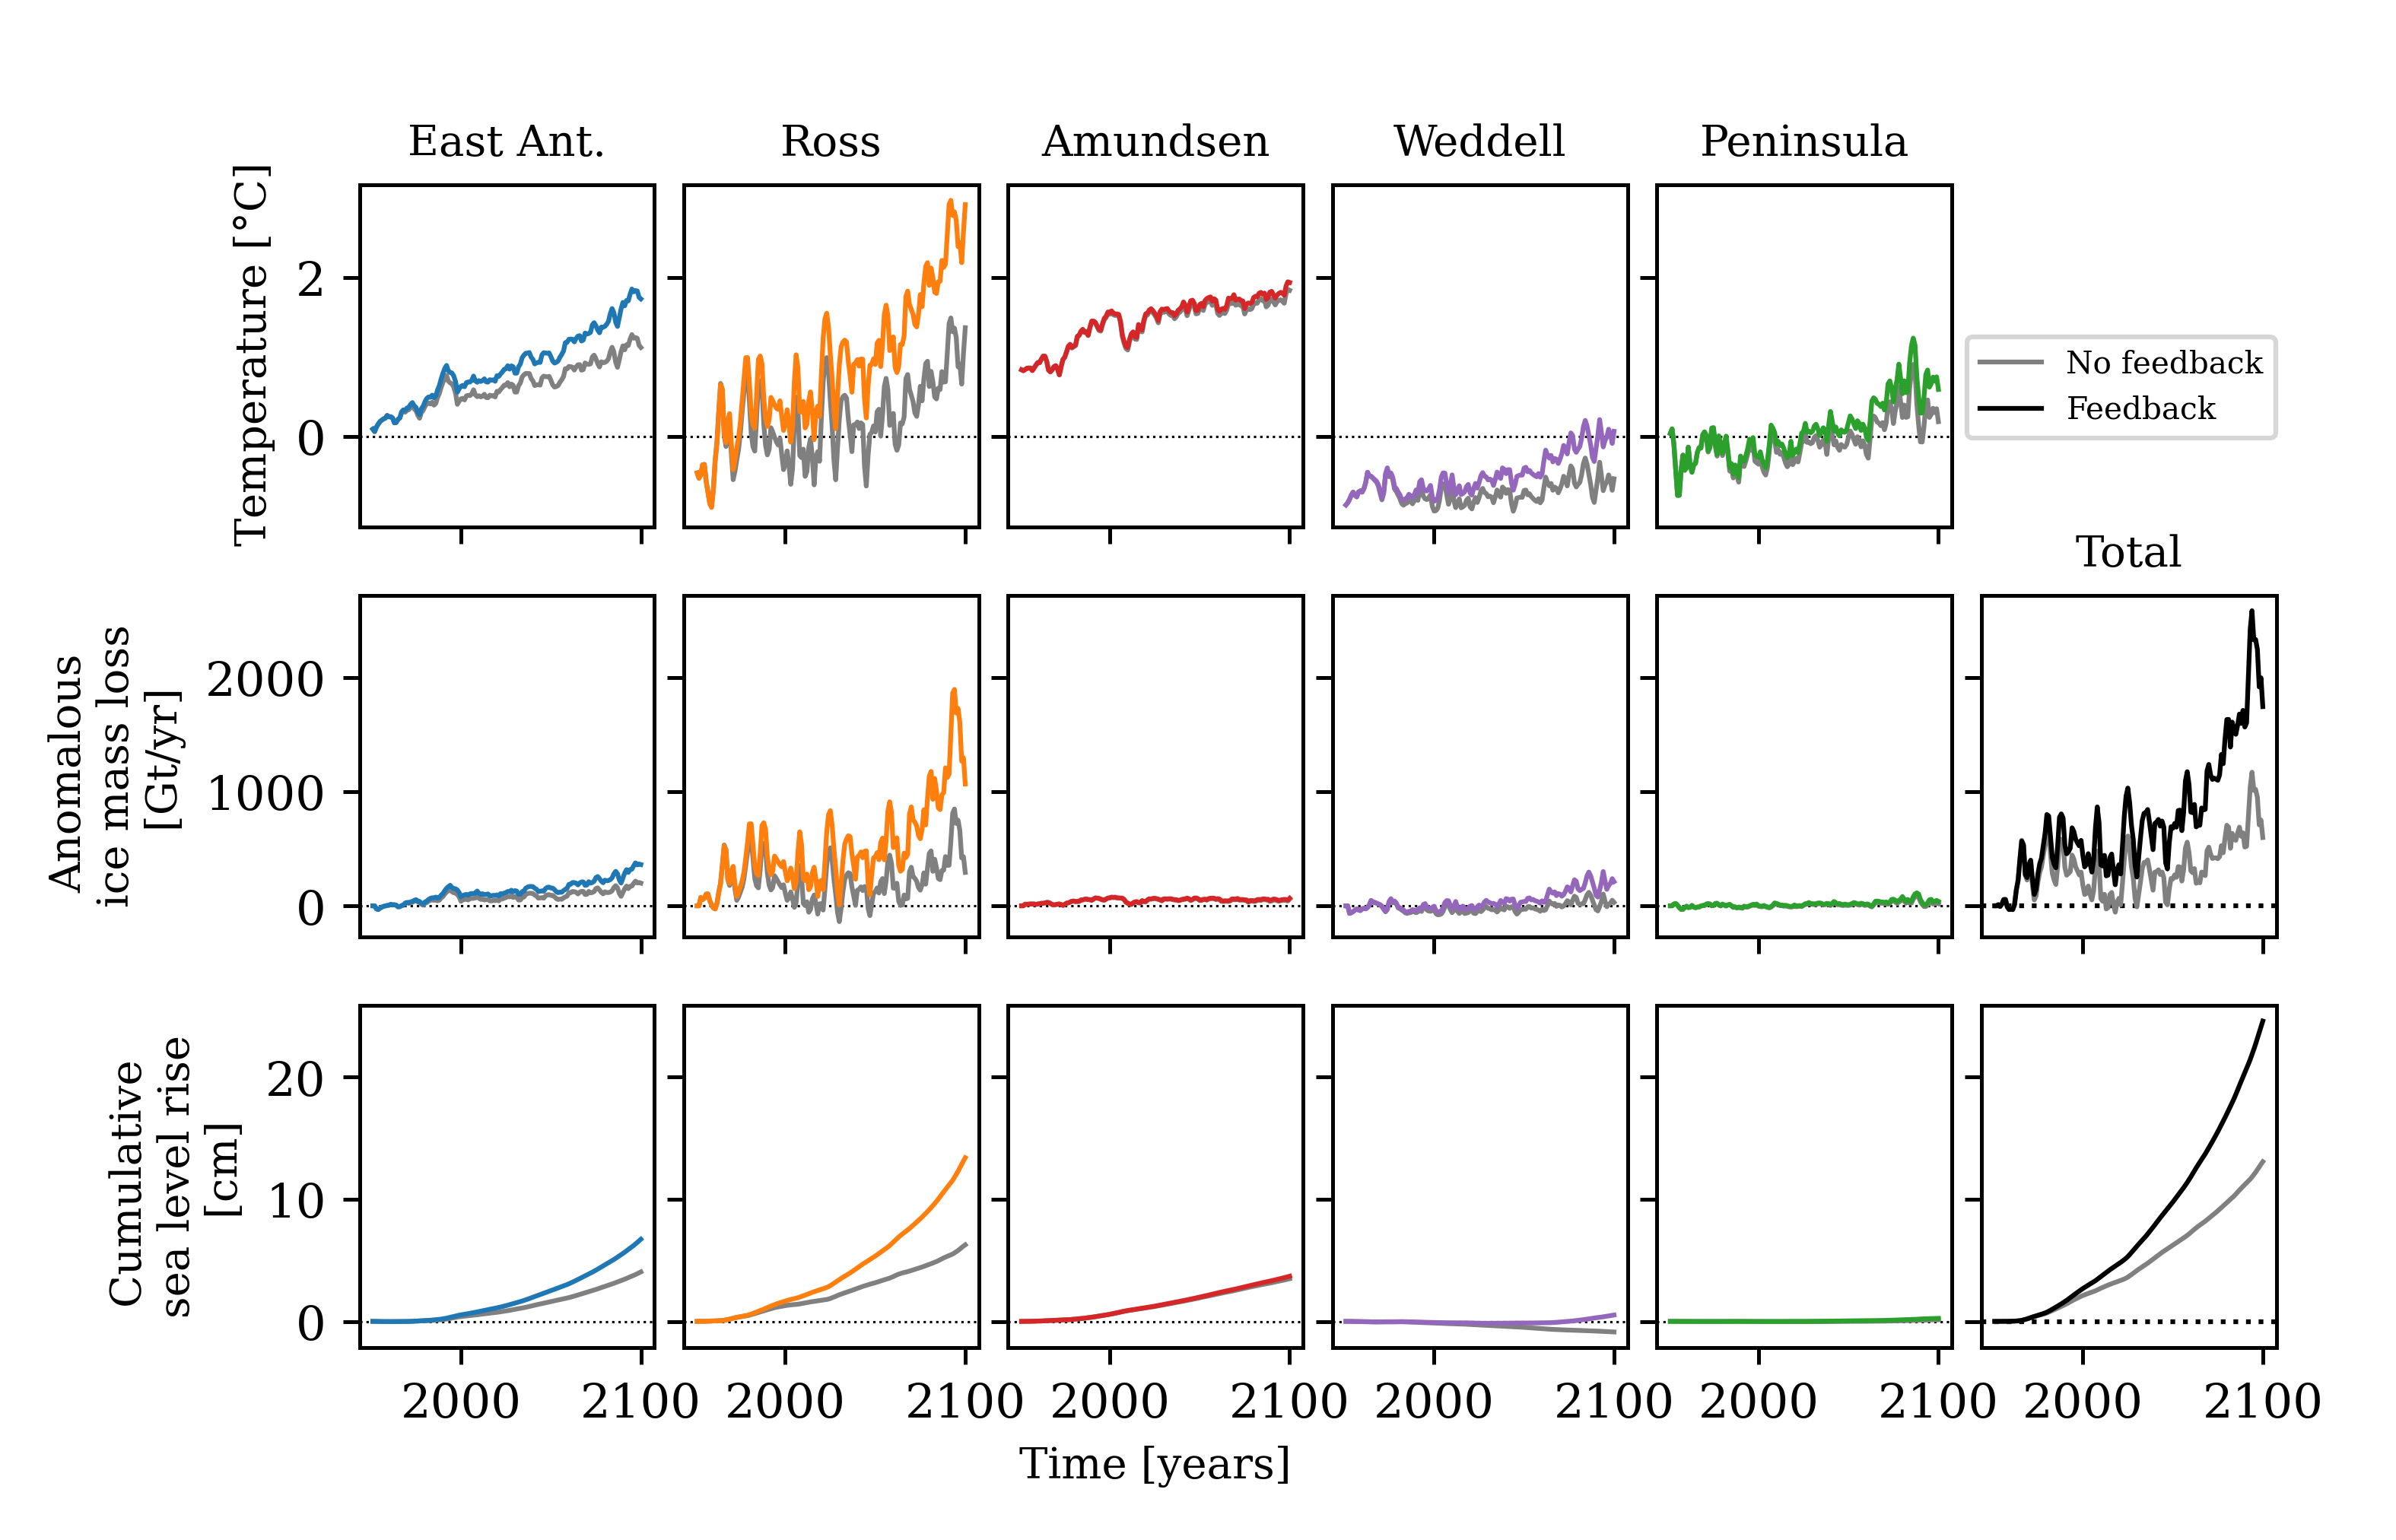 East Ant.
Ross
Amundsen
Weddell
Peninsula
Temperature [°C]
2
0
No feedback
Feedback
Total
Anomalous
ice mass loss
[Gt/yr]
2000
1000
0
Cumulative
sea level rise
[cm]
20
10
0
2000 2100 2000 2100 2000 2100 2000 2100 2000 2100 2000 2100
Time [years]